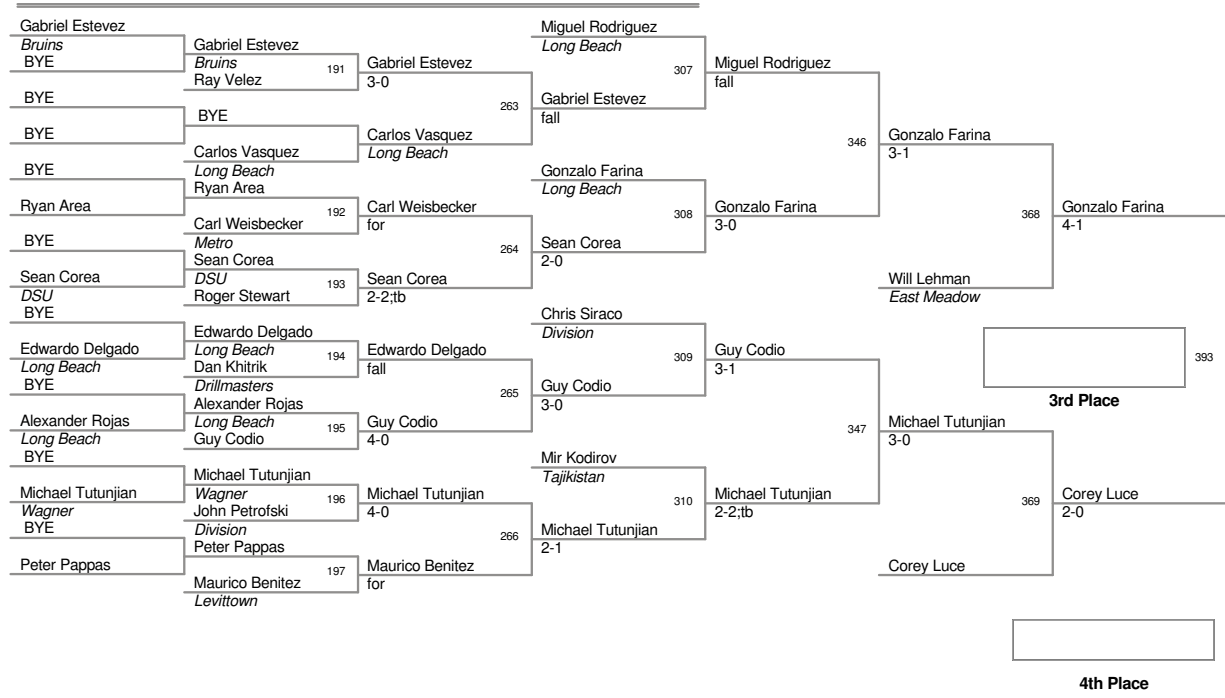 Gabriel Estevez
Bruins
BYE
BYE
BYE
BYE
Ryan Area
BYE
Sean Corea
DSU
BYE
Edwardo Delgado
Long Beach
BYE
Alexander Rojas
Long Beach
BYE
Michael Tutunjian
Wagner
BYE
Peter Pappas
Gabriel Estevez
Bruins
191
Ray Velez
BYE
Carlos Vasquez
Long Beach
Ryan Area
192
Carl Weisbecker
Metro
Sean Corea
DSU
193
Roger Stewart
Edwardo Delgado
Long Beach
194
Dan Khitrik
Drillmasters
Alexander Rojas
Long Beach
195
Guy Codio
Michael Tutunjian
Wagner
196
John Petrofski
Division
Peter Pappas
197
Maurico Benitez
Levittown
Gabriel Estevez
3-0
263
Carlos Vasquez
Long Beach
Carl Weisbecker
for
264
Sean Corea
2-2;tb
Edwardo Delgado
fall
265
Guy Codio
4-0
Michael Tutunjian
4-0
266
Maurico Benitez
for
Miguel Rodriguez
Long Beach
307
Gabriel Estevez
fall
Gonzalo Farina
Long Beach
308
Sean Corea
2-0
Chris Siraco
Division
309
Guy Codio
3-0
Mir Kodirov
Tajikistan
310
Michael Tutunjian
2-1
Miguel Rodriguez
fall
346
Gonzalo Farina
3-0
Guy Codio
3-1
347
Michael Tutunjian
2-2;tb
Gonzalo Farina
3-1
368
Will Lehman
East Meadow
Michael Tutunjian
3-0
369
Corey Luce
Gonzalo Farina
4-1
393
3rd Place
Corey Luce
2-0
4th Place